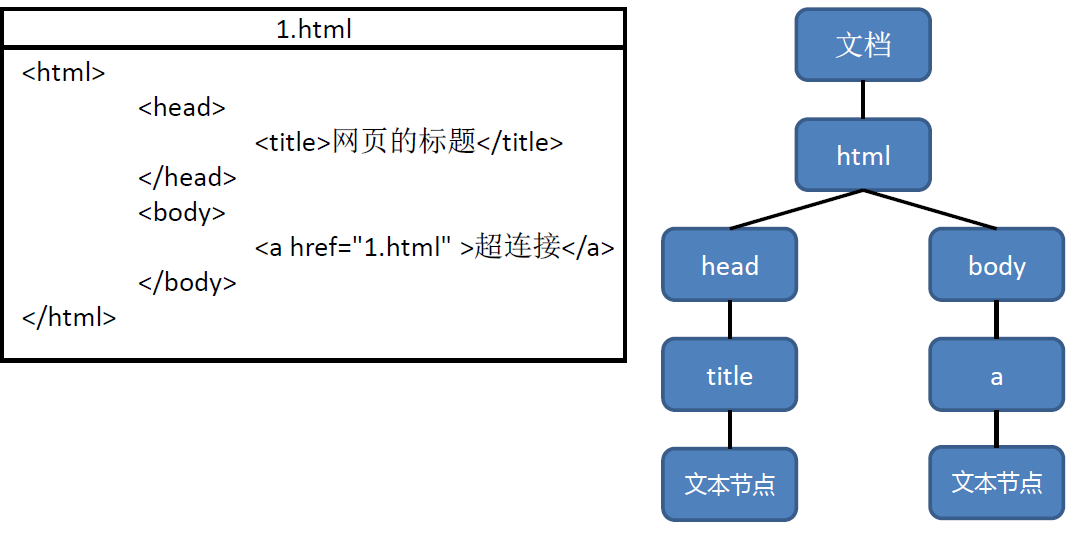 1.html
<html>
<head>
<title>网页的标题</title>
</head>
<body>
<a href="1.html" >超连接</a>
</body>
</html>
文档
html
head
body
title
a
文本节点
文本节点